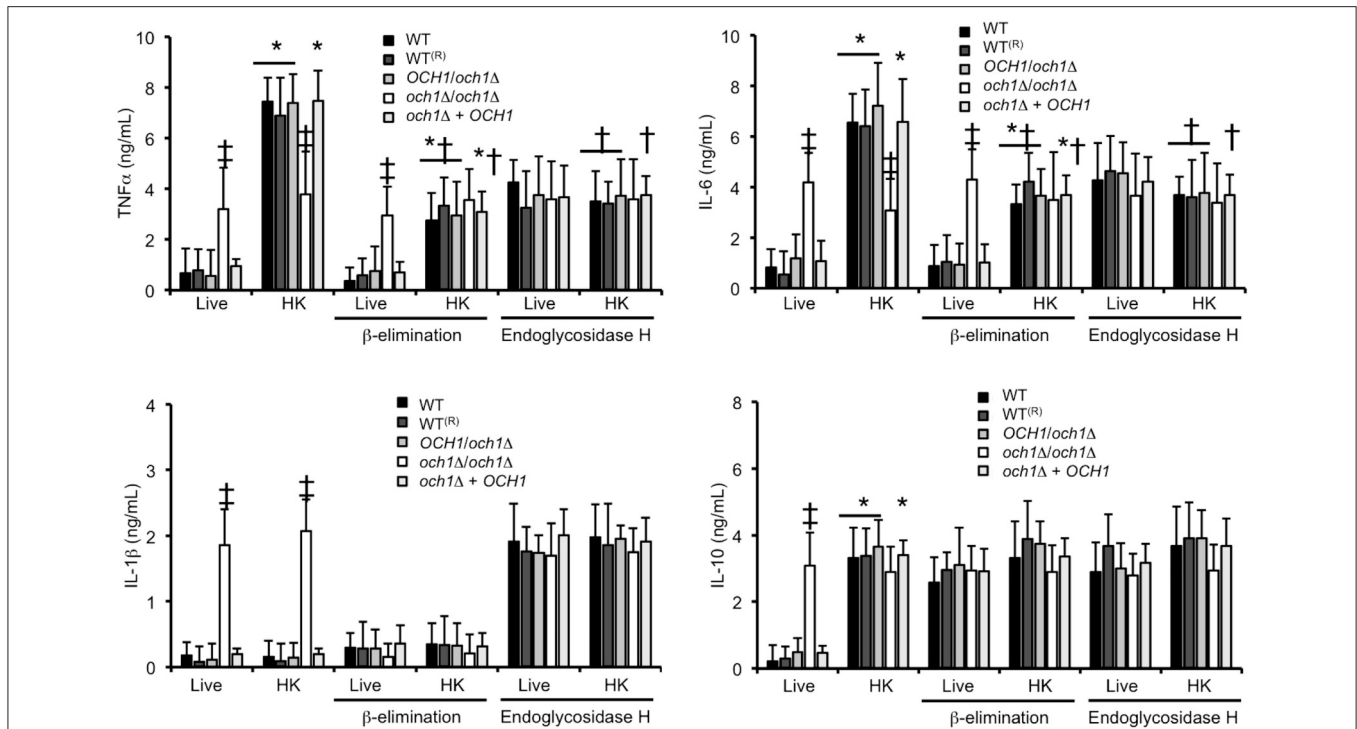 TNFα (ng/mL)
10
8
6
4
2
0
WT
WT(R)
OCH1/och1Δ
och1Δ/och1Δ
och1Δ + OCH1
* * ‡ ‡ ‡ *† *† † †
Live HK Live HK Live HK
β-elimination Endoglycosidase H
IL-6 (ng/mL)
10
8
6
4
2
0
WT
WT(R)
OCH1/och1Δ
och1Δ/och1Δ
och1Δ + OCH1
* * ‡ ‡ ‡ *† *† † †
Live HK Live HK Live HK
β-elimination Endoglycosidase H
IL-1β (ng/mL)
4
3
2
1
0
WT
WT(R)
OCH1/och1Δ
och1Δ/och1Δ
och1Δ + OCH1
‡ ‡
Live HK Live HK Live HK
β-elimination Endoglycosidase H
IL-10 (ng/mL)
8
6
4
2
0
WT
WT(R)
OCH1/och1Δ
och1Δ/och1Δ
och1Δ + OCH1
‡ * *
Live HK Live HK Live HK
β-elimination Endoglycosidase H